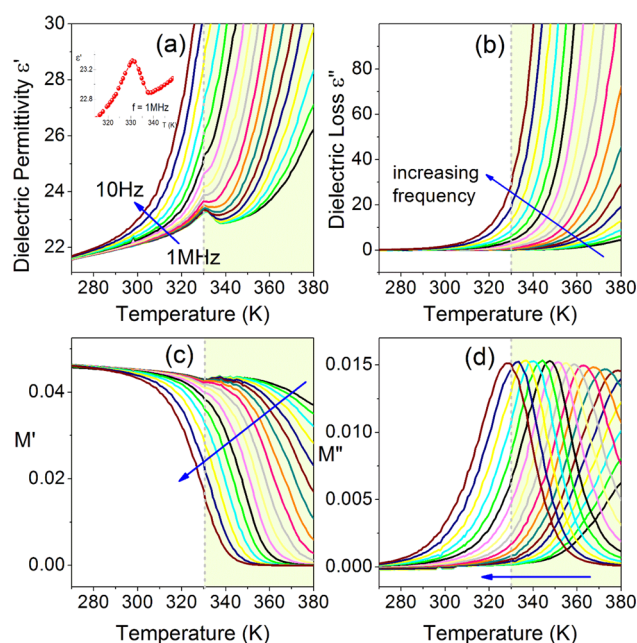 30
28
26
24
22
Dielectric Permittivity ε'
(a)
ε'
23.2
22.8
f = 1MHz
320 330 340 T (K)
10Hz
1MHz
280 300 320 340 360 380
Temperature (K)
80
60
40
20
0
Dielectric Loss ε''
(b)
increasing
frequency
280 300 320 340 360 380
Temperature (K)
0.04
0.02
0.00
M'
(c)
280 300 320 340 360 380
Temperature (K)
0.015
0.010
0.005
0.000
M''
(d)
280 300 320 340 360 380
Temperature (K)